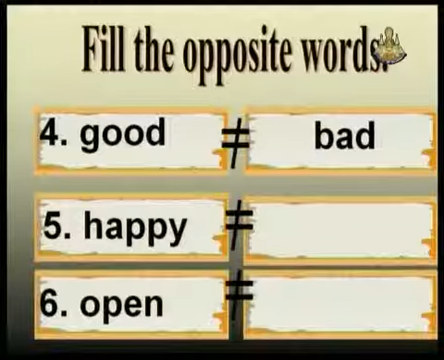 Fill the opposite words.
4. good ≠ bad
5. happy ≠
6. open ≠